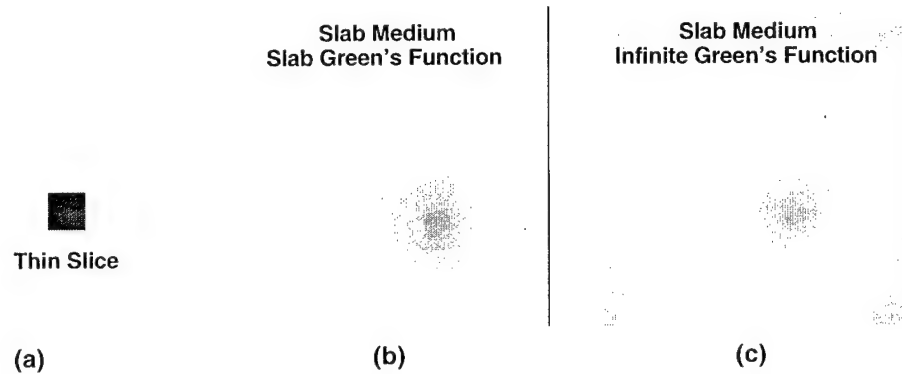 Slab Medium
Slab Green's Function
Slab Medium
Infinite Green's Function
Thin Slice
(a)
(b)
(c)